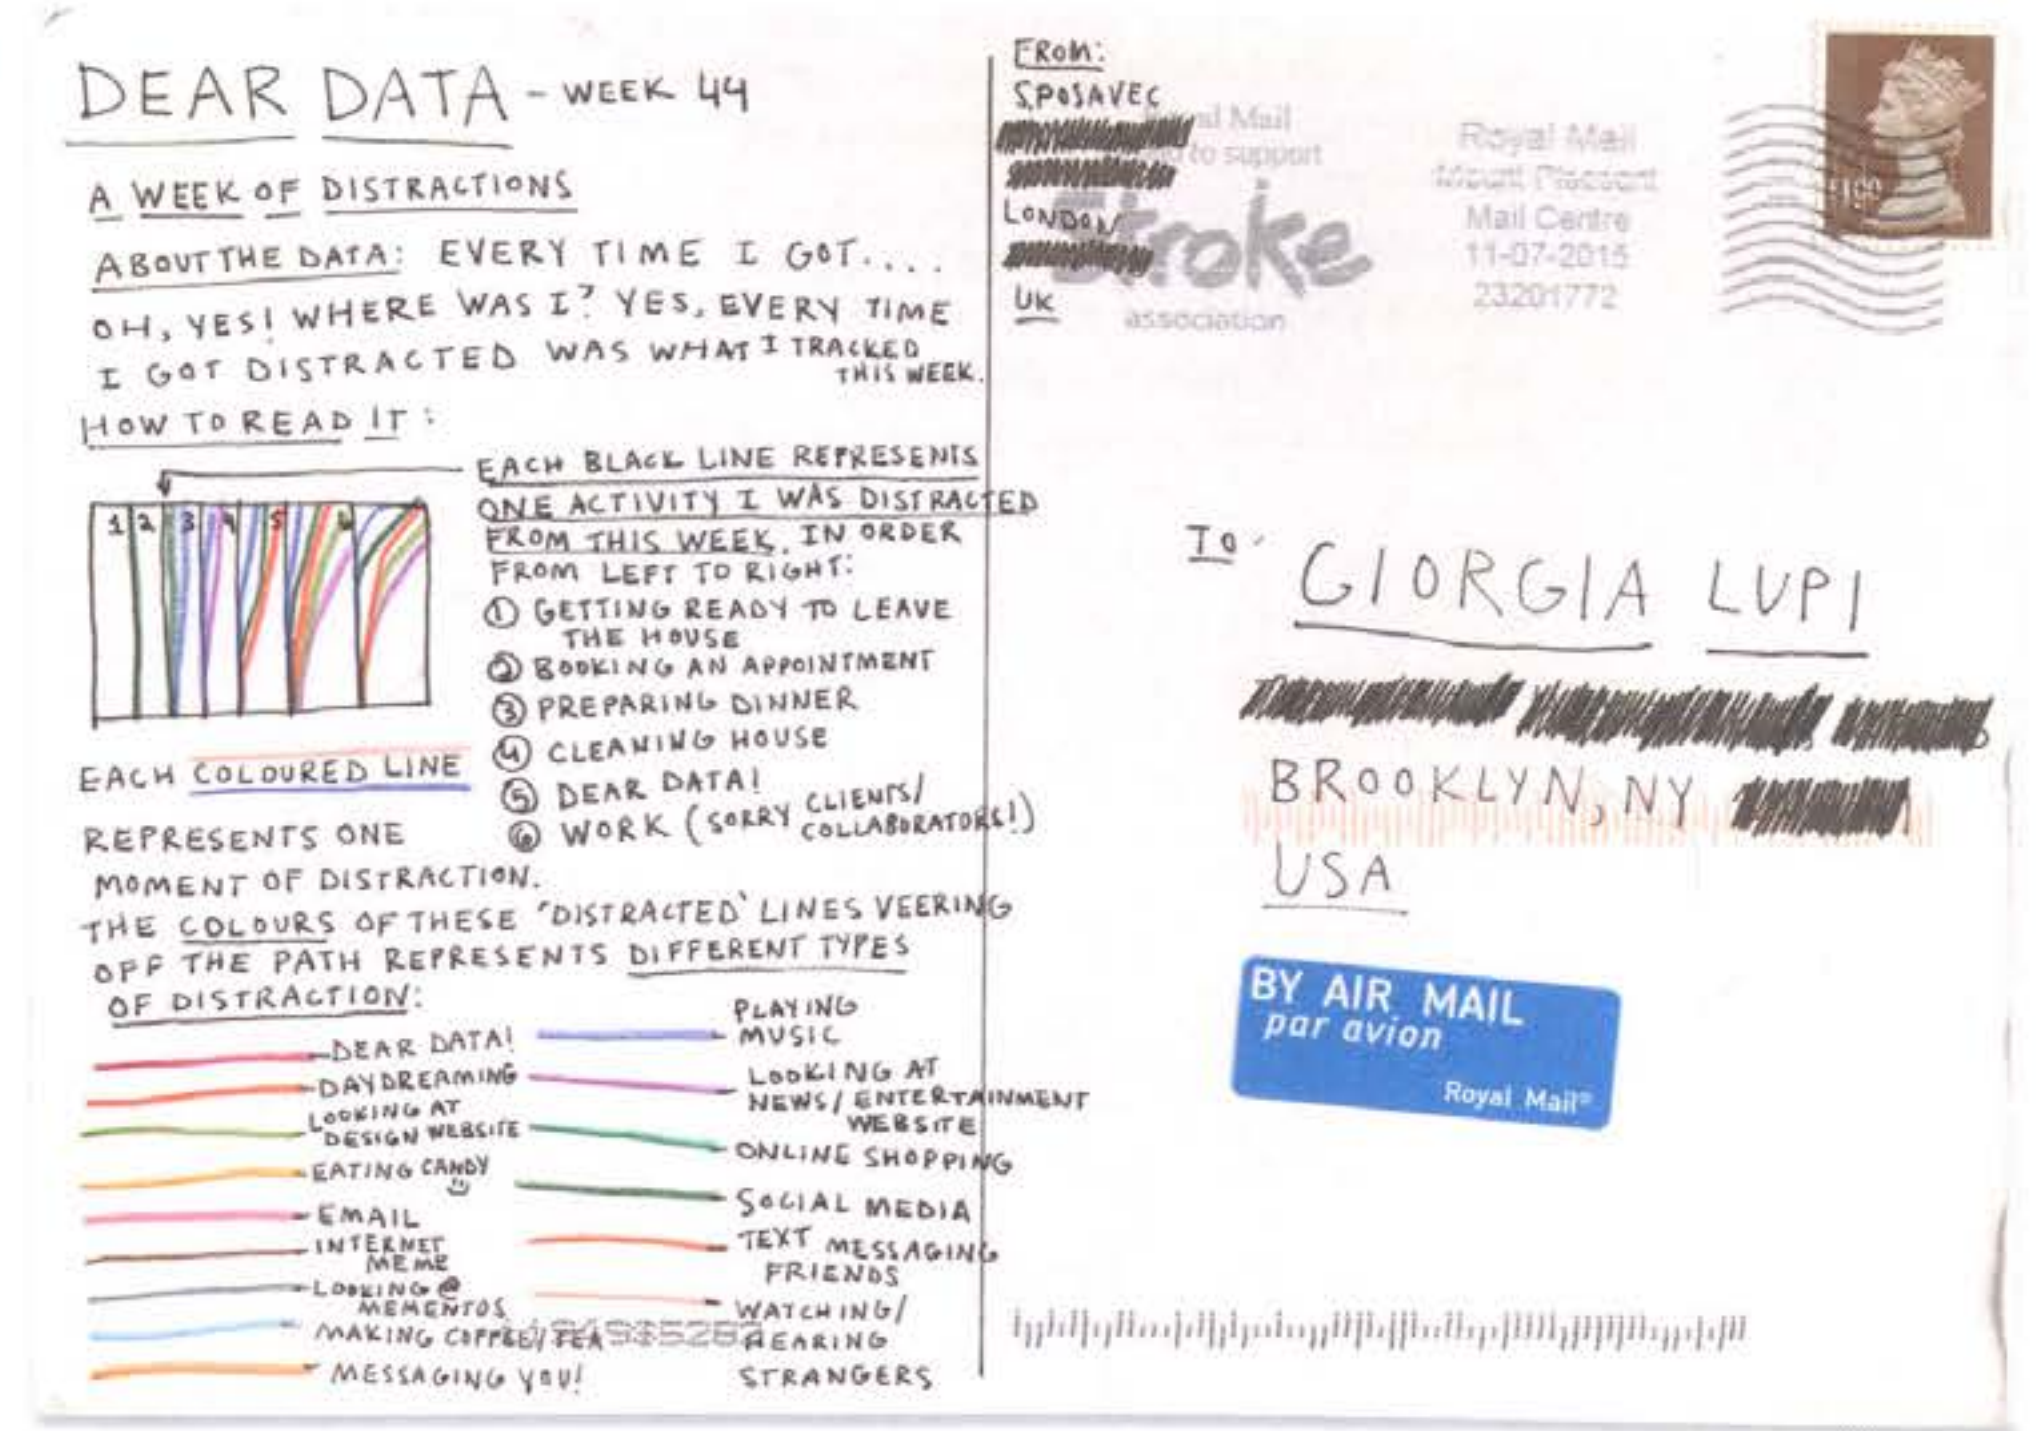 DEAR DATA - WEEK 44
A WEEK OF DISTRACTIONS
ABOUT THE DATA: EVERY TIME I GOT....
OH, YES! WHERE WAS I? YES, EVERY TIME
I GOT DISTRACTED WAS WHAT I TRACKED
THIS WEEK.
HOW TO READ IT:
EACH BLACK LINE REPRESENTS
ONE ACTIVITY I WAS DISTRACTED
FROM THIS WEEK. IN ORDER
FROM LEFT TO RIGHT:
① GETTING READY TO LEAVE
THE HOUSE
② BOOKING AN APPOINTMENT
③ PREPARING DINNER
④ CLEANING HOUSE
⑤ DEAR DATA!
⑥ WORK (SORRY CLIENTS/
COLLABORATORS!)
1 2 3 4 5 6
EACH COLOURED LINE
REPRESENTS ONE
MOMENT OF DISTRACTION.
THE COLOURS OF THESE 'DISTRACTED' LINES VEERING
OFF THE PATH REPRESENTS DIFFERENT TYPES
OF DISTRACTION:
DEAR DATA!
DAYDREAMING
LOOKING AT
DESIGN WEBSITE
EATING CANDY
EMAIL
INTERNET
MEME
LOOKING @
MEMENTOS
MAKING COFFEE/TEA
MESSAGING YOU!
PLAYING
MUSIC
LOOKING AT
NEWS/ENTERTAINMENT
WEBSITE
ONLINE SHOPPING
SOCIAL MEDIA
TEXT MESSAGING
FRIENDS
WATCHING/
HEARING
STRANGERS
FROM:
S.POSAVEC
LONDON
UK
Royal Mail
to support
Stroke
association
Royal Mail
Mount Pleasant
Mail Centre
11-07-2015
23201772
TO:
GIORGIA LUPI
BROOKLYN, NY
USA
BY AIR MAIL
par avion
Royal Mail®